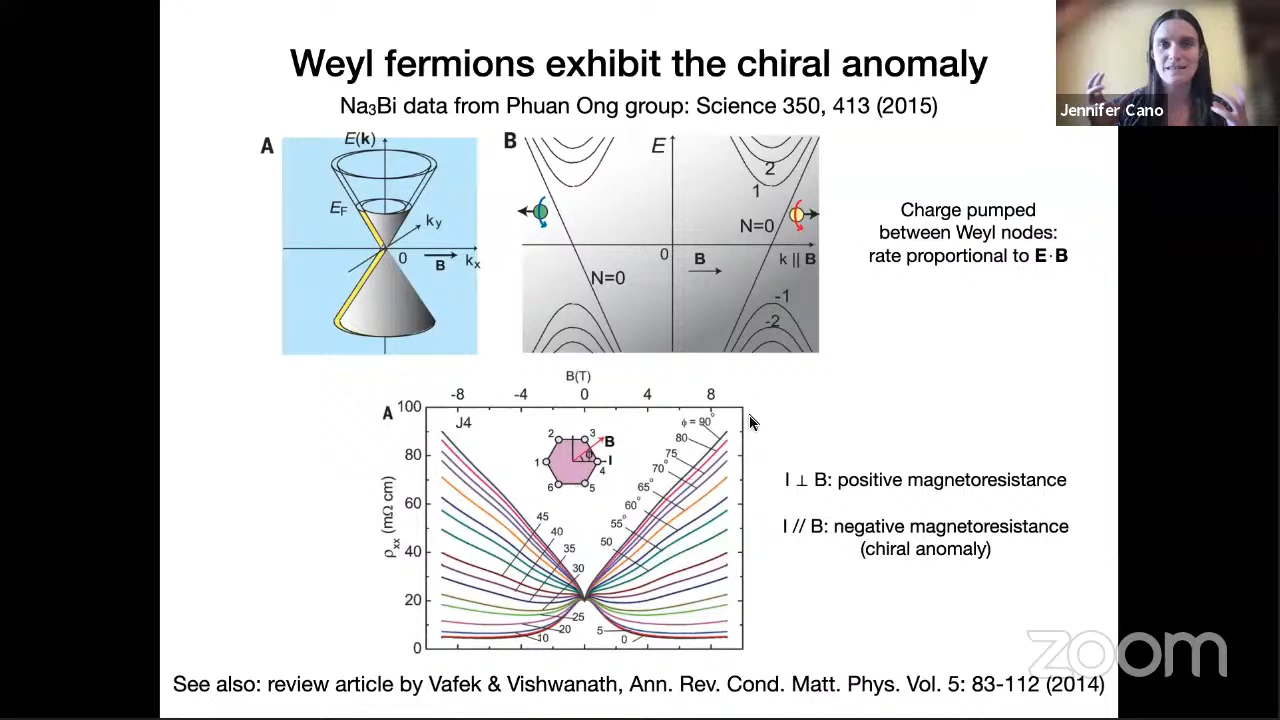 Weyl fermions exhibit the chiral anomaly
Na₃Bi data from Phuan Ong group: Science 350, 413 (2015)
Jennifer Cano
A
E(k)
E_F
k_y
0
B
k_x
B
E
2
1
N=0
0
B
k || B
N=0
-1
-2
Charge pumped
between Weyl nodes:
rate proportional to E·B
B(T)
-8 -4 0 4 8
A
100
80
60
40
20
0
ρ_xx (mΩ cm)
J4
2 3 B
1 ϕ I
4
6 5
ϕ = 90°
80
75°
70°
65°
60°
55°
50
45
40
35
30
25
20
10
5
0
I ⊥ B: positive magnetoresistance
I // B: negative magnetoresistance
(chiral anomaly)
zoom
See also: review article by Vafek & Vishwanath, Ann. Rev. Cond. Matt. Phys. Vol. 5: 83-112 (2014)